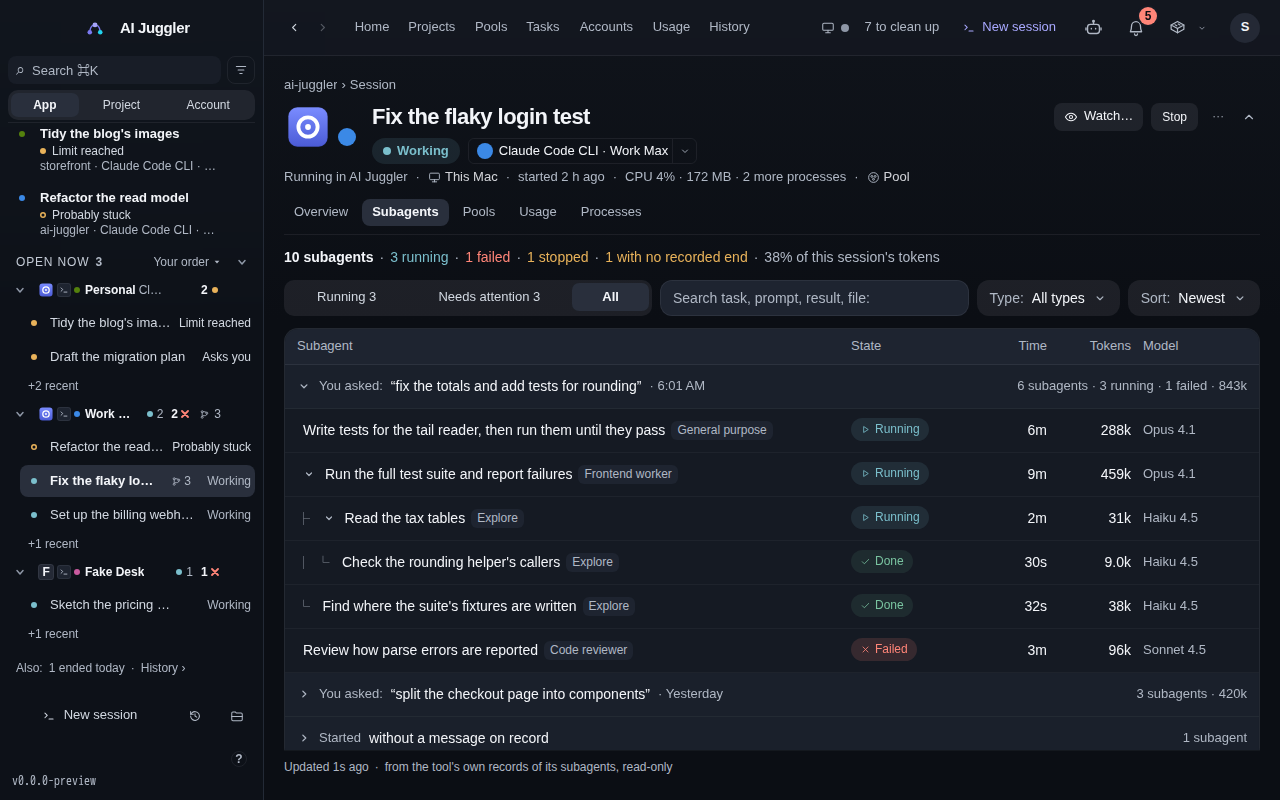 AI Juggler
Search ⌘K
App Project Account
Tidy the blog's images
Limit reached
storefront · Claude Code CLI · …
Refactor the read model
Probably stuck
ai-juggler · Claude Code CLI · …
OPEN NOW 3 Your order
Personal Cl… 2
Tidy the blog's ima… Limit reached
Draft the migration plan Asks you
+2 recent
Work … 2 2 3
Refactor the read… Probably stuck
Fix the flaky lo… 3 Working
Set up the billing webh… Working
+1 recent
F Fake Desk 1 1
Sketch the pricing … Working
+1 recent
Also: 1 ended today · History ›
New session
?
v0.0.0-preview
Home Projects Pools Tasks Accounts Usage History 7 to clean up New session 5 S
ai-juggler › Session
Fix the flaky login test
Watch… Stop ⋯
Working Claude Code CLI · Work Max
Running in AI Juggler · This Mac · started 2 h ago · CPU 4% · 172 MB · 2 more processes · Pool
Overview Subagents Pools Usage Processes
10 subagents · 3 running · 1 failed · 1 stopped · 1 with no recorded end · 38% of this session's tokens
Running 3 Needs attention 3 All Search task, prompt, result, file: Type: All types Sort: Newest
Subagent State Time Tokens Model
You asked: “fix the totals and add tests for rounding” · 6:01 AM 6 subagents · 3 running · 1 failed · 843k
Write tests for the tail reader, then run them until they pass General purpose Running 6m 288k Opus 4.1
Run the full test suite and report failures Frontend worker Running 9m 459k Opus 4.1
Read the tax tables Explore Running 2m 31k Haiku 4.5
Check the rounding helper's callers Explore Done 30s 9.0k Haiku 4.5
Find where the suite's fixtures are written Explore Done 32s 38k Haiku 4.5
Review how parse errors are reported Code reviewer Failed 3m 96k Sonnet 4.5
You asked: “split the checkout page into components” · Yesterday 3 subagents · 420k
Started without a message on record 1 subagent
Updated 1s ago · from the tool's own records of its subagents, read-only